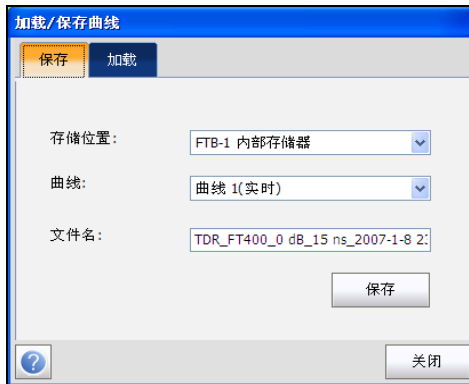 加载/保存曲线
保存 加载
存储位置: FTB-1 内部存储器
曲线: 曲线 1(实时)
文件名: TDR_FT400_0 dB_15 ns_2007-1-8 2
保存
? 关闭